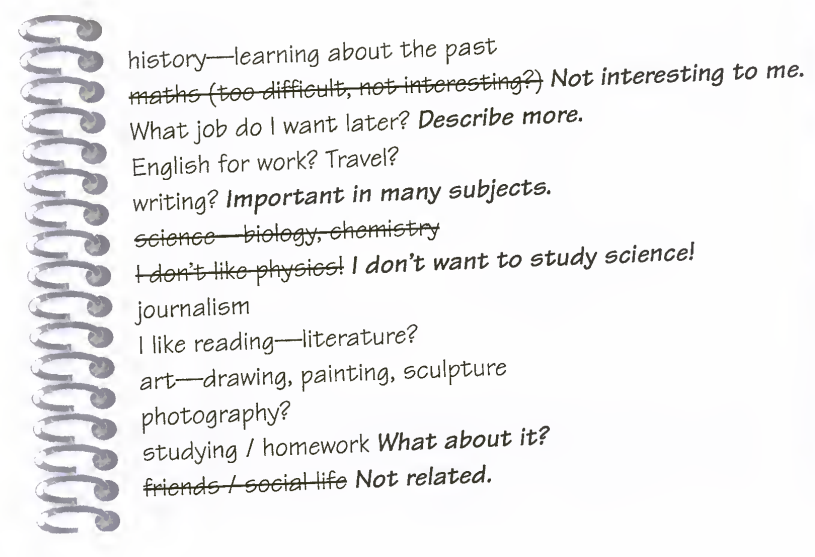 history—learning about the past
maths (too difficult, not interesting?) Not interesting to me.
What job do I want later? Describe more.
English for work? Travel?
writing? Important in many subjects.
science—biology, chemistry
I don't like physics! I don't want to study science!
journalism
I like reading—literature?
art—drawing, painting, sculpture
photography?
studying / homework What about it?
friends / social life Not related.